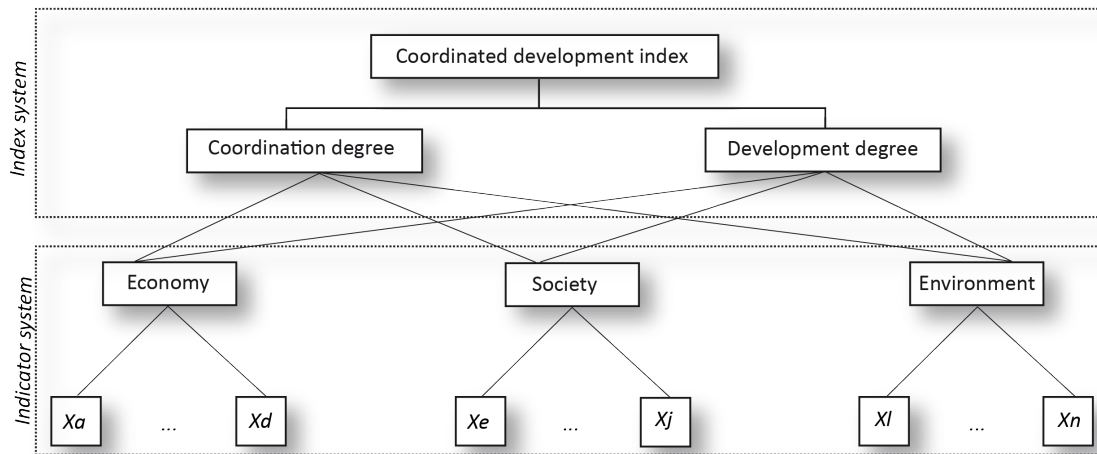 Index system
Coordinated development index
Coordination degree
Development degree
Indicator system
Economy
Society
Environment
Xa
...
Xd
Xe
...
Xj
Xl
...
Xn